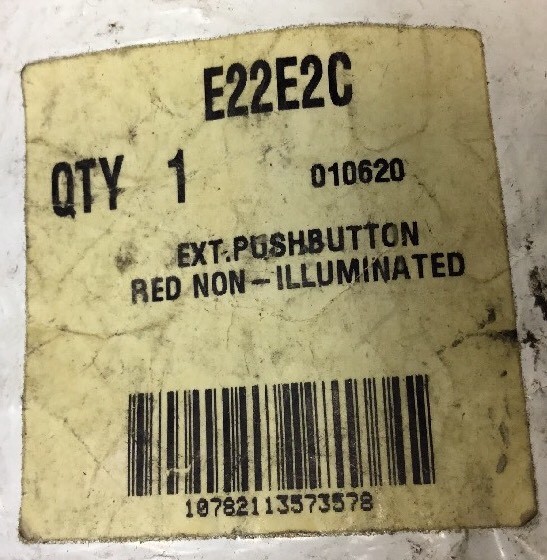 E22E2C
QTY 1 010620
EXT.PUSHBUTTON
RED NON-ILLUMINATED
10782113573578